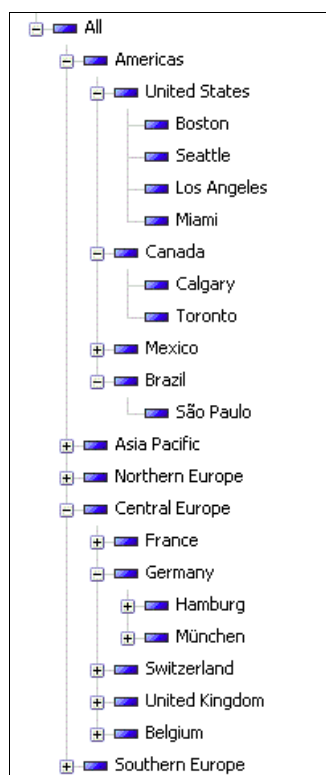 All
Americas
United States
Boston
Seattle
Los Angeles
Miami
Canada
Calgary
Toronto
Mexico
Brazil
São Paulo
Asia Pacific
Northern Europe
Central Europe
France
Germany
Hamburg
München
Switzerland
United Kingdom
Belgium
Southern Europe